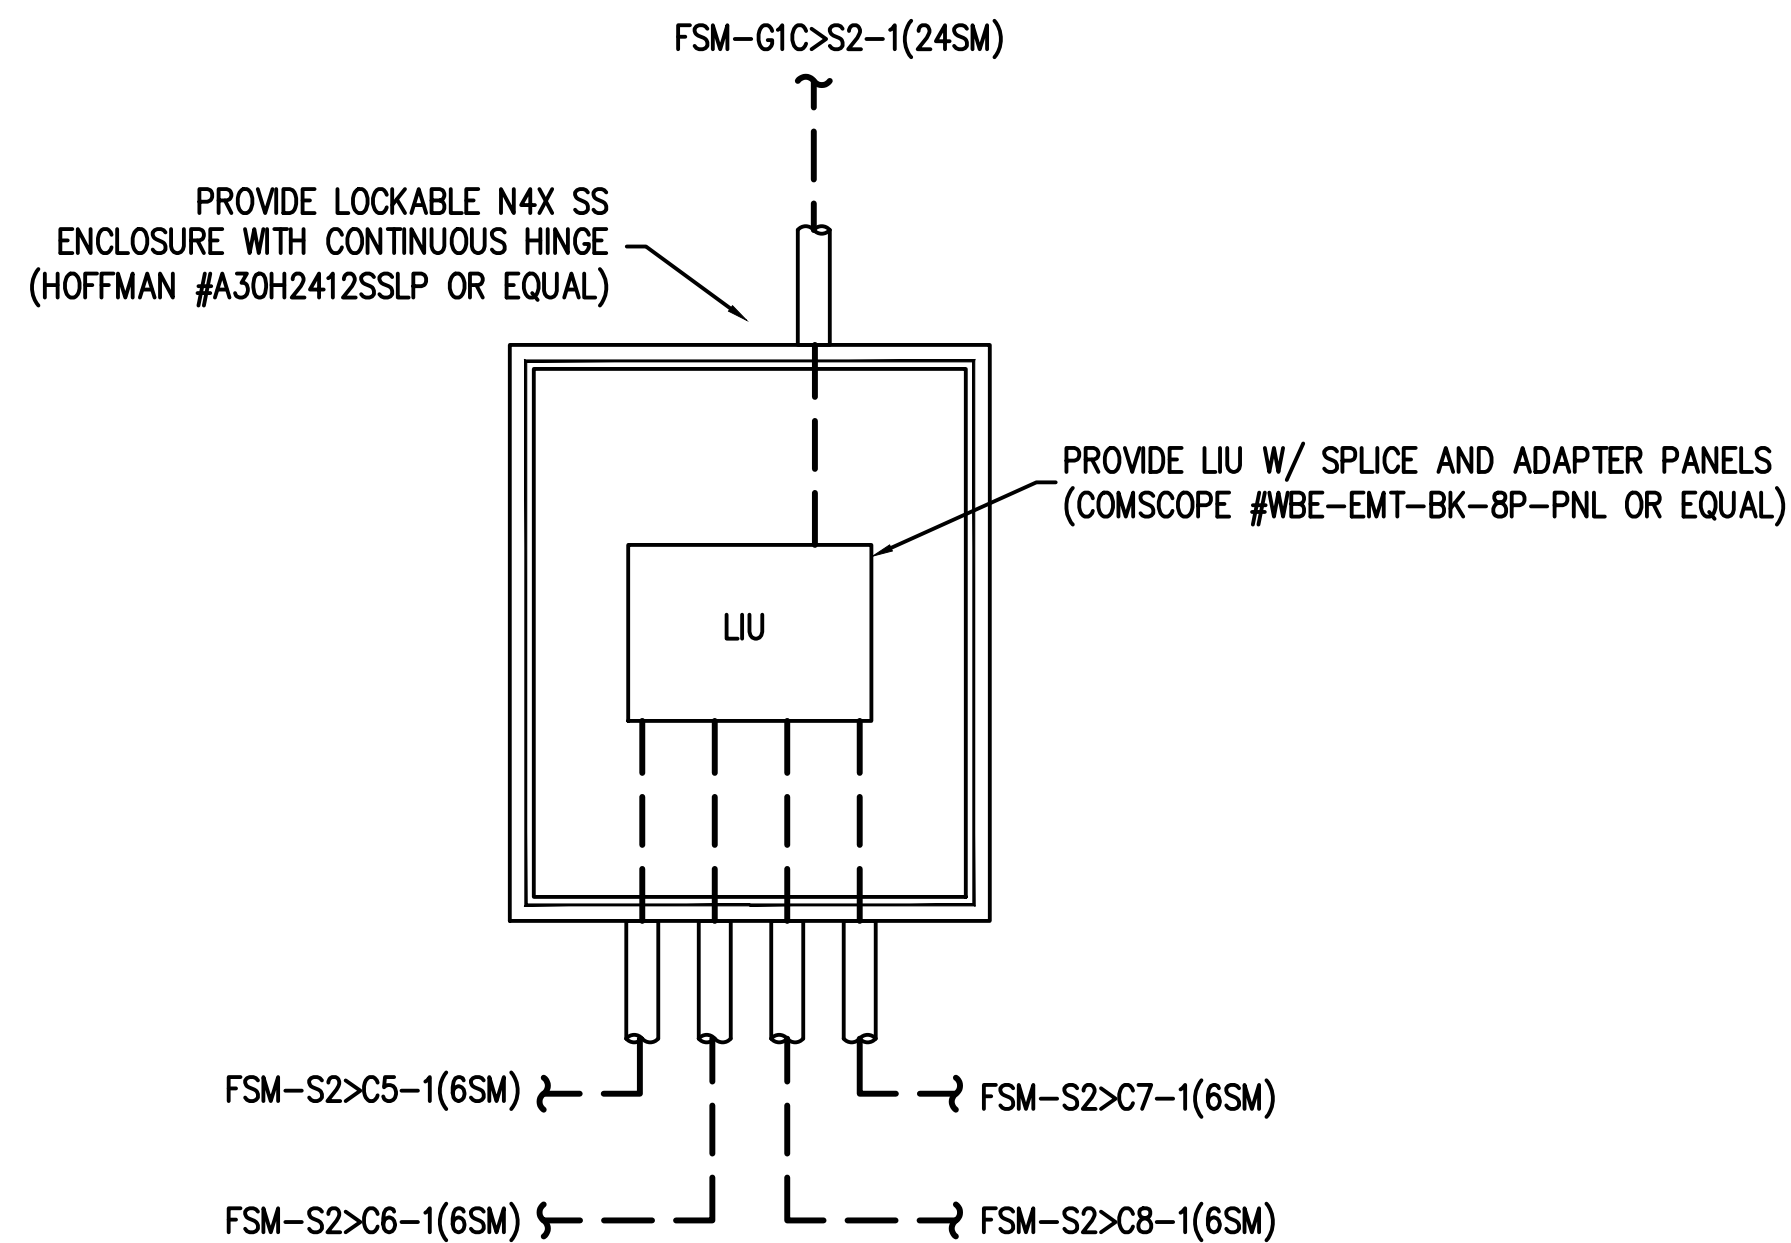 FSM-G1C>S2-1(24SM)
PROVIDE LOCKABLE N4X SS
ENCLOSURE WITH CONTINUOUS HINGE
(HOFFMAN #A30H2412SSLP OR EQUAL)
PROVIDE LIU W/ SPLICE AND ADAPTER PANELS
(COMSCOPE #WBE-EMT-BK-8P-PNL OR EQUAL)
LIU
FSM-S2>C5-1(6SM)
FSM-S2>C7-1(6SM)
FSM-S2>C6-1(6SM)
FSM-S2>C8-1(6SM)